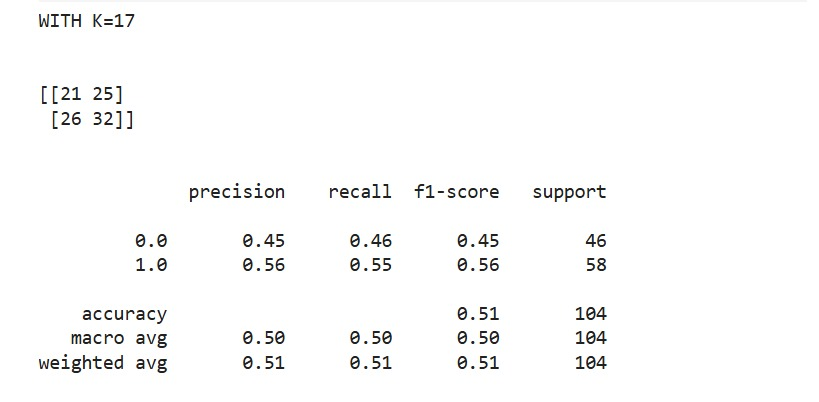 WITH K=17
[[21 25]
[26 32]]
precision recall f1-score support
0.0 0.45 0.46 0.45 46
1.0 0.56 0.55 0.56 58
accuracy 0.51 104
macro avg 0.50 0.50 0.50 104
weighted avg 0.51 0.51 0.51 104